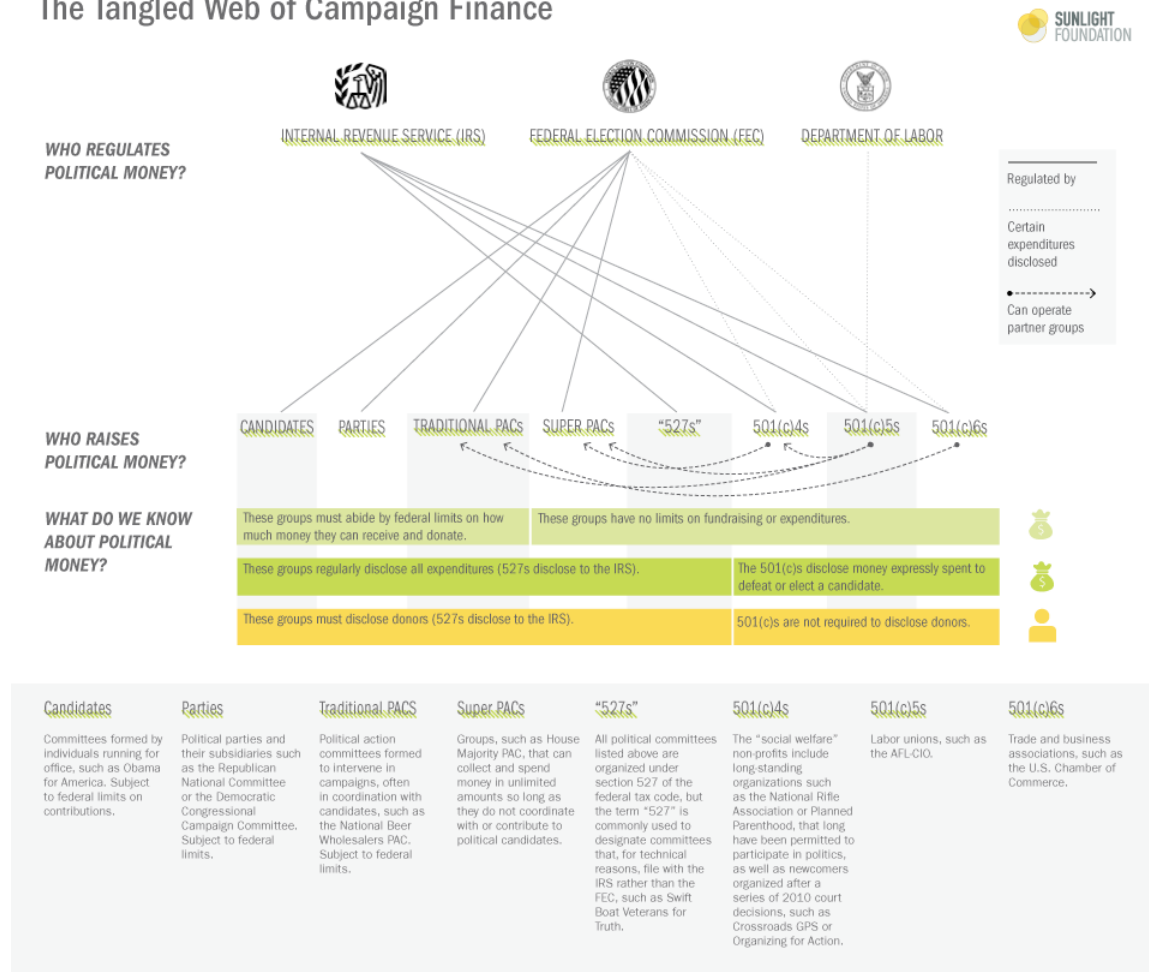 The Tangled Web of Campaign Finance
SUNLIGHT
FOUNDATION
INTERNAL REVENUE SERVICE (IRS)
FEDERAL ELECTION COMMISSION (FEC)
DEPARTMENT OF LABOR
WHO REGULATES
POLITICAL MONEY?
Regulated by
Certain
expenditures
disclosed
Can operate
partner groups
WHO RAISES
POLITICAL MONEY?
CANDIDATES
PARTIES
TRADITIONAL PACs
SUPER PACs
“527s”
501(c)4s
501(c)5s
501(c)6s
WHAT DO WE KNOW
ABOUT POLITICAL
MONEY?
These groups must abide by federal limits on how
much money they can receive and donate.
These groups have no limits on fundraising or expenditures.
$
These groups regularly disclose all expenditures (527s disclose to the IRS).
The 501(c)s disclose money expressly spent to
defeat or elect a candidate.
$
These groups must disclose donors (527s disclose to the IRS).
501(c)s are not required to disclose donors.
Candidates
Committees formed by
individuals running for
office, such as Obama
for America. Subject
to federal limits on
contributions.
Parties
Political parties and
their subsidiaries such
as the Republican
National Committee
or the Democratic
Congressional
Campaign Committee.
Subject to federal
limits.
Traditional PACS
Political action
committees formed
to intervene in
campaigns, often
in coordination with
candidates, such as
the National Beer
Wholesalers PAC.
Subject to federal
limits.
Super PACs
Groups, such as House
Majority PAC, that can
collect and spend
money in unlimited
amounts so long as
they do not coordinate
with or contribute to
political candidates.
“527s”
All political committees
listed above are
organized under
section 527 of the
federal tax code, but
the term “527” is
commonly used to
designate committees
that, for technical
reasons, file with the
IRS rather than the
FEC, such as Swift
Boat Veterans for
Truth.
501(c)4s
The “social welfare”
non-profits include
long-standing
organizations such
as the National Rifle
Association or Planned
Parenthood, that long
have been permitted to
participate in politics,
as well as newcomers
organized after a
series of 2010 court
decisions, such as
Crossroads GPS or
Organizing for Action.
501(c)5s
Labor unions, such as
the AFL-CIO.
501(c)6s
Trade and business
associations, such as
the U.S. Chamber of
Commerce.